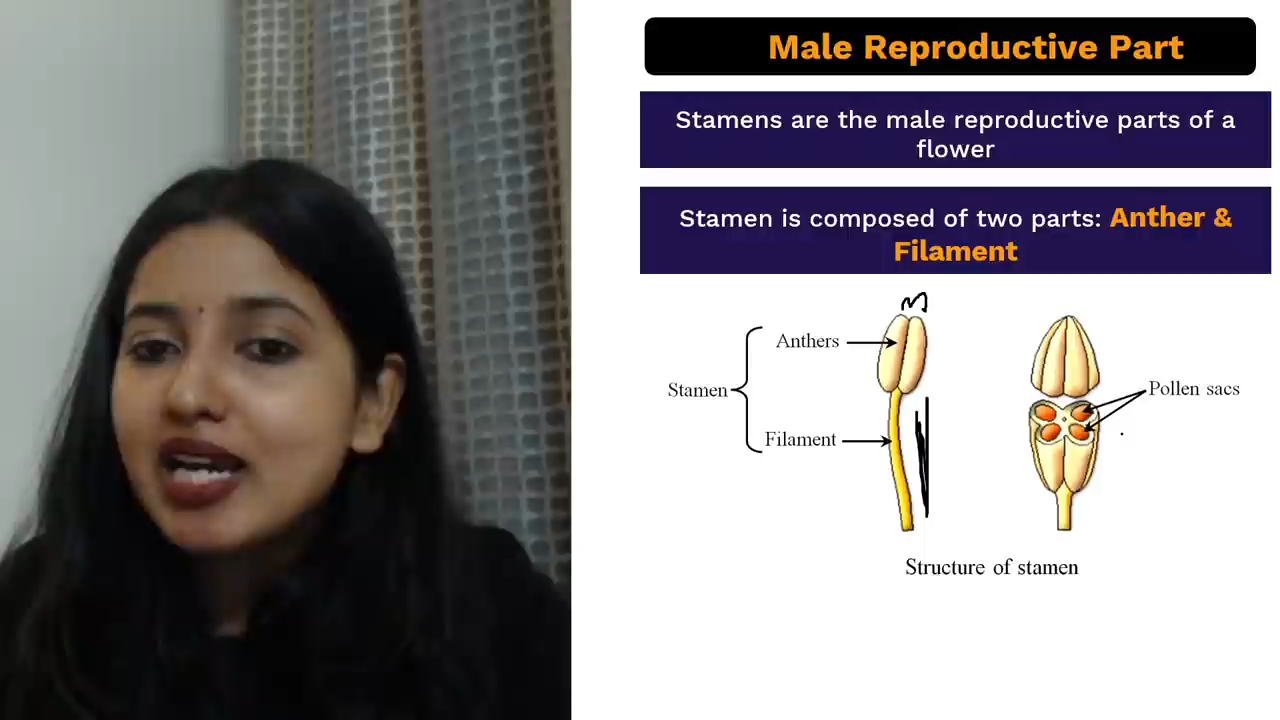 Male Reproductive Part
Stamens are the male reproductive parts of a
flower
Stamen is composed of two parts: Anther &
Filament
Anthers
Stamen
Pollen sacs
Filament
Structure of stamen